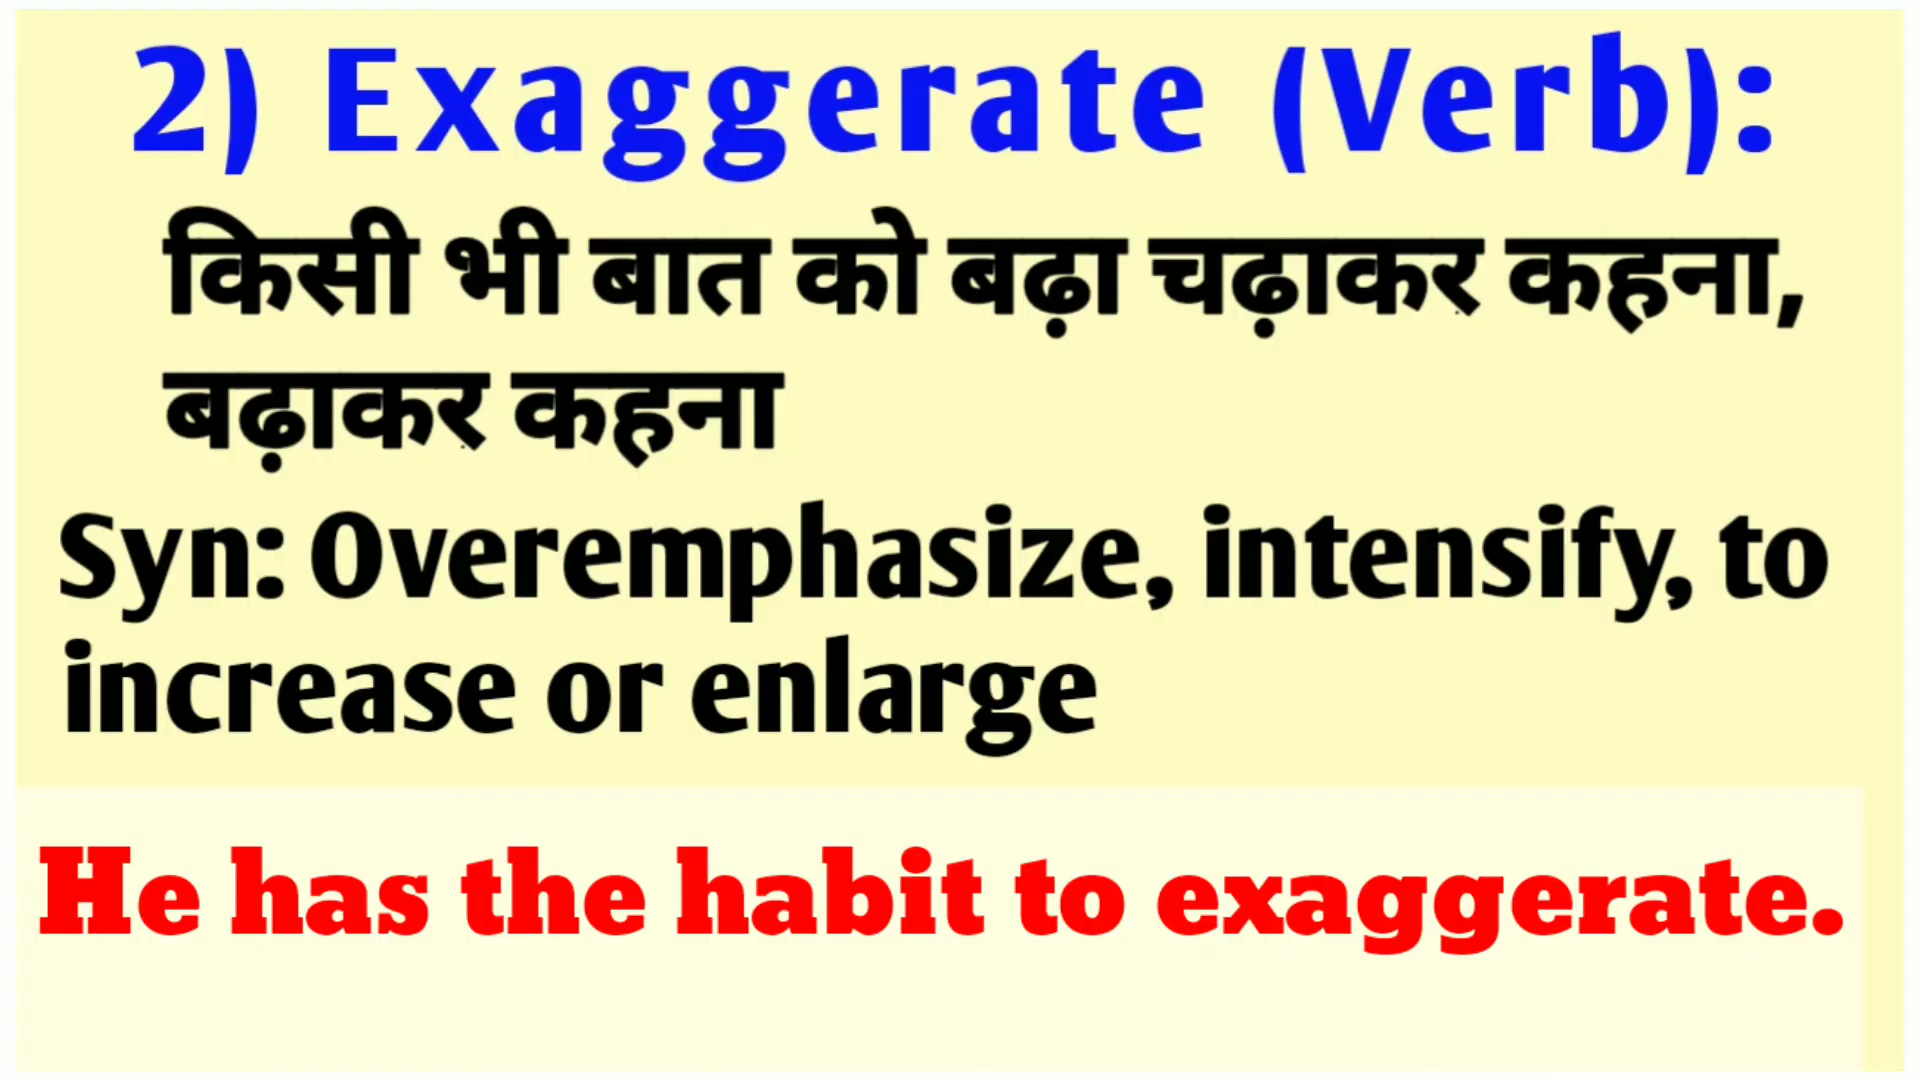 2) Exaggerate (Verb):
किसी भी बात को बढ़ा चढ़ाकर कहना,
बढ़ाकर कहना
Syn: Overemphasize, intensify, to
increase or enlarge
He has the habit to exaggerate.